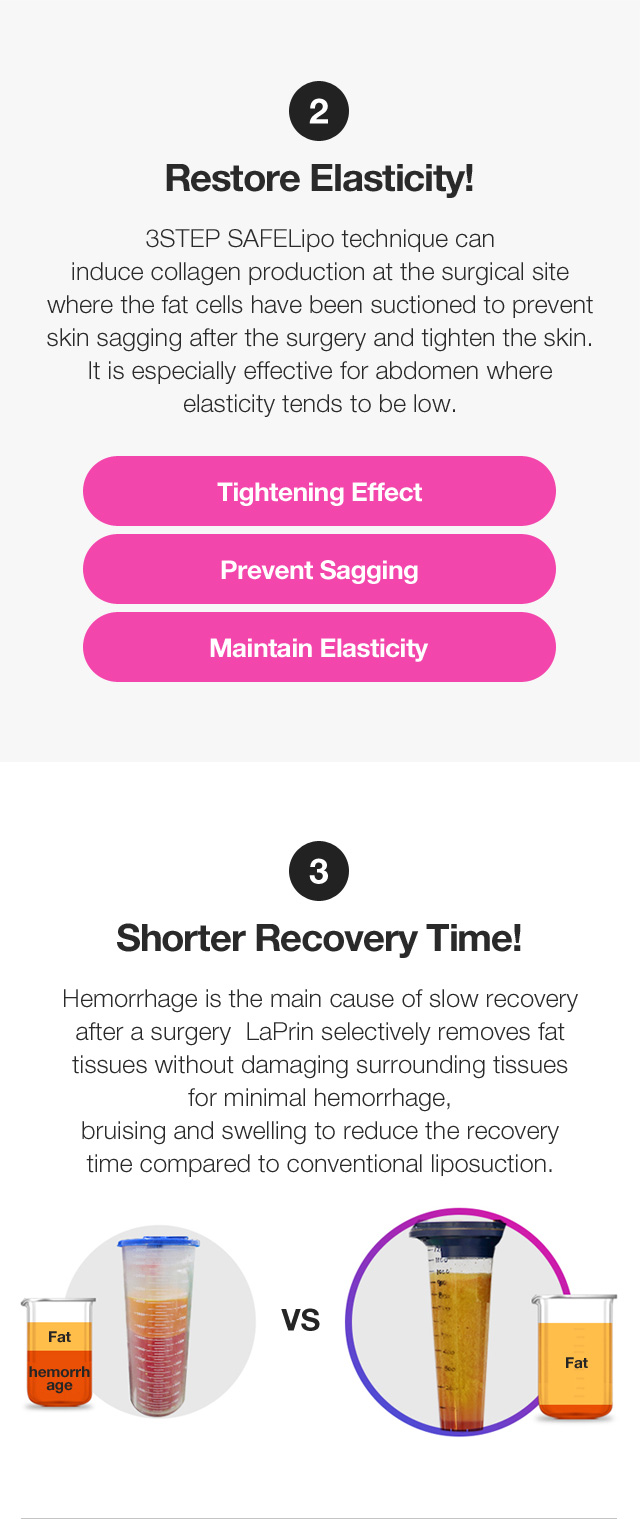 2
Restore Elasticity!
3STEP SAFELipo technique can
induce collagen production at the surgical site
where the fat cells have been suctioned to prevent
skin sagging after the surgery and tighten the skin.
It is especially effective for abdomen where
elasticity tends to be low.
Tightening Effect
Prevent Sagging
Maintain Elasticity
3
Shorter Recovery Time!
Hemorrhage is the main cause of slow recovery
after a surgery  LaPrin selectively removes fat
tissues without damaging surrounding tissues
for minimal hemorrhage,
bruising and swelling to reduce the recovery
time compared to conventional liposuction.
Fat
hemorrh
age
VS
Fat